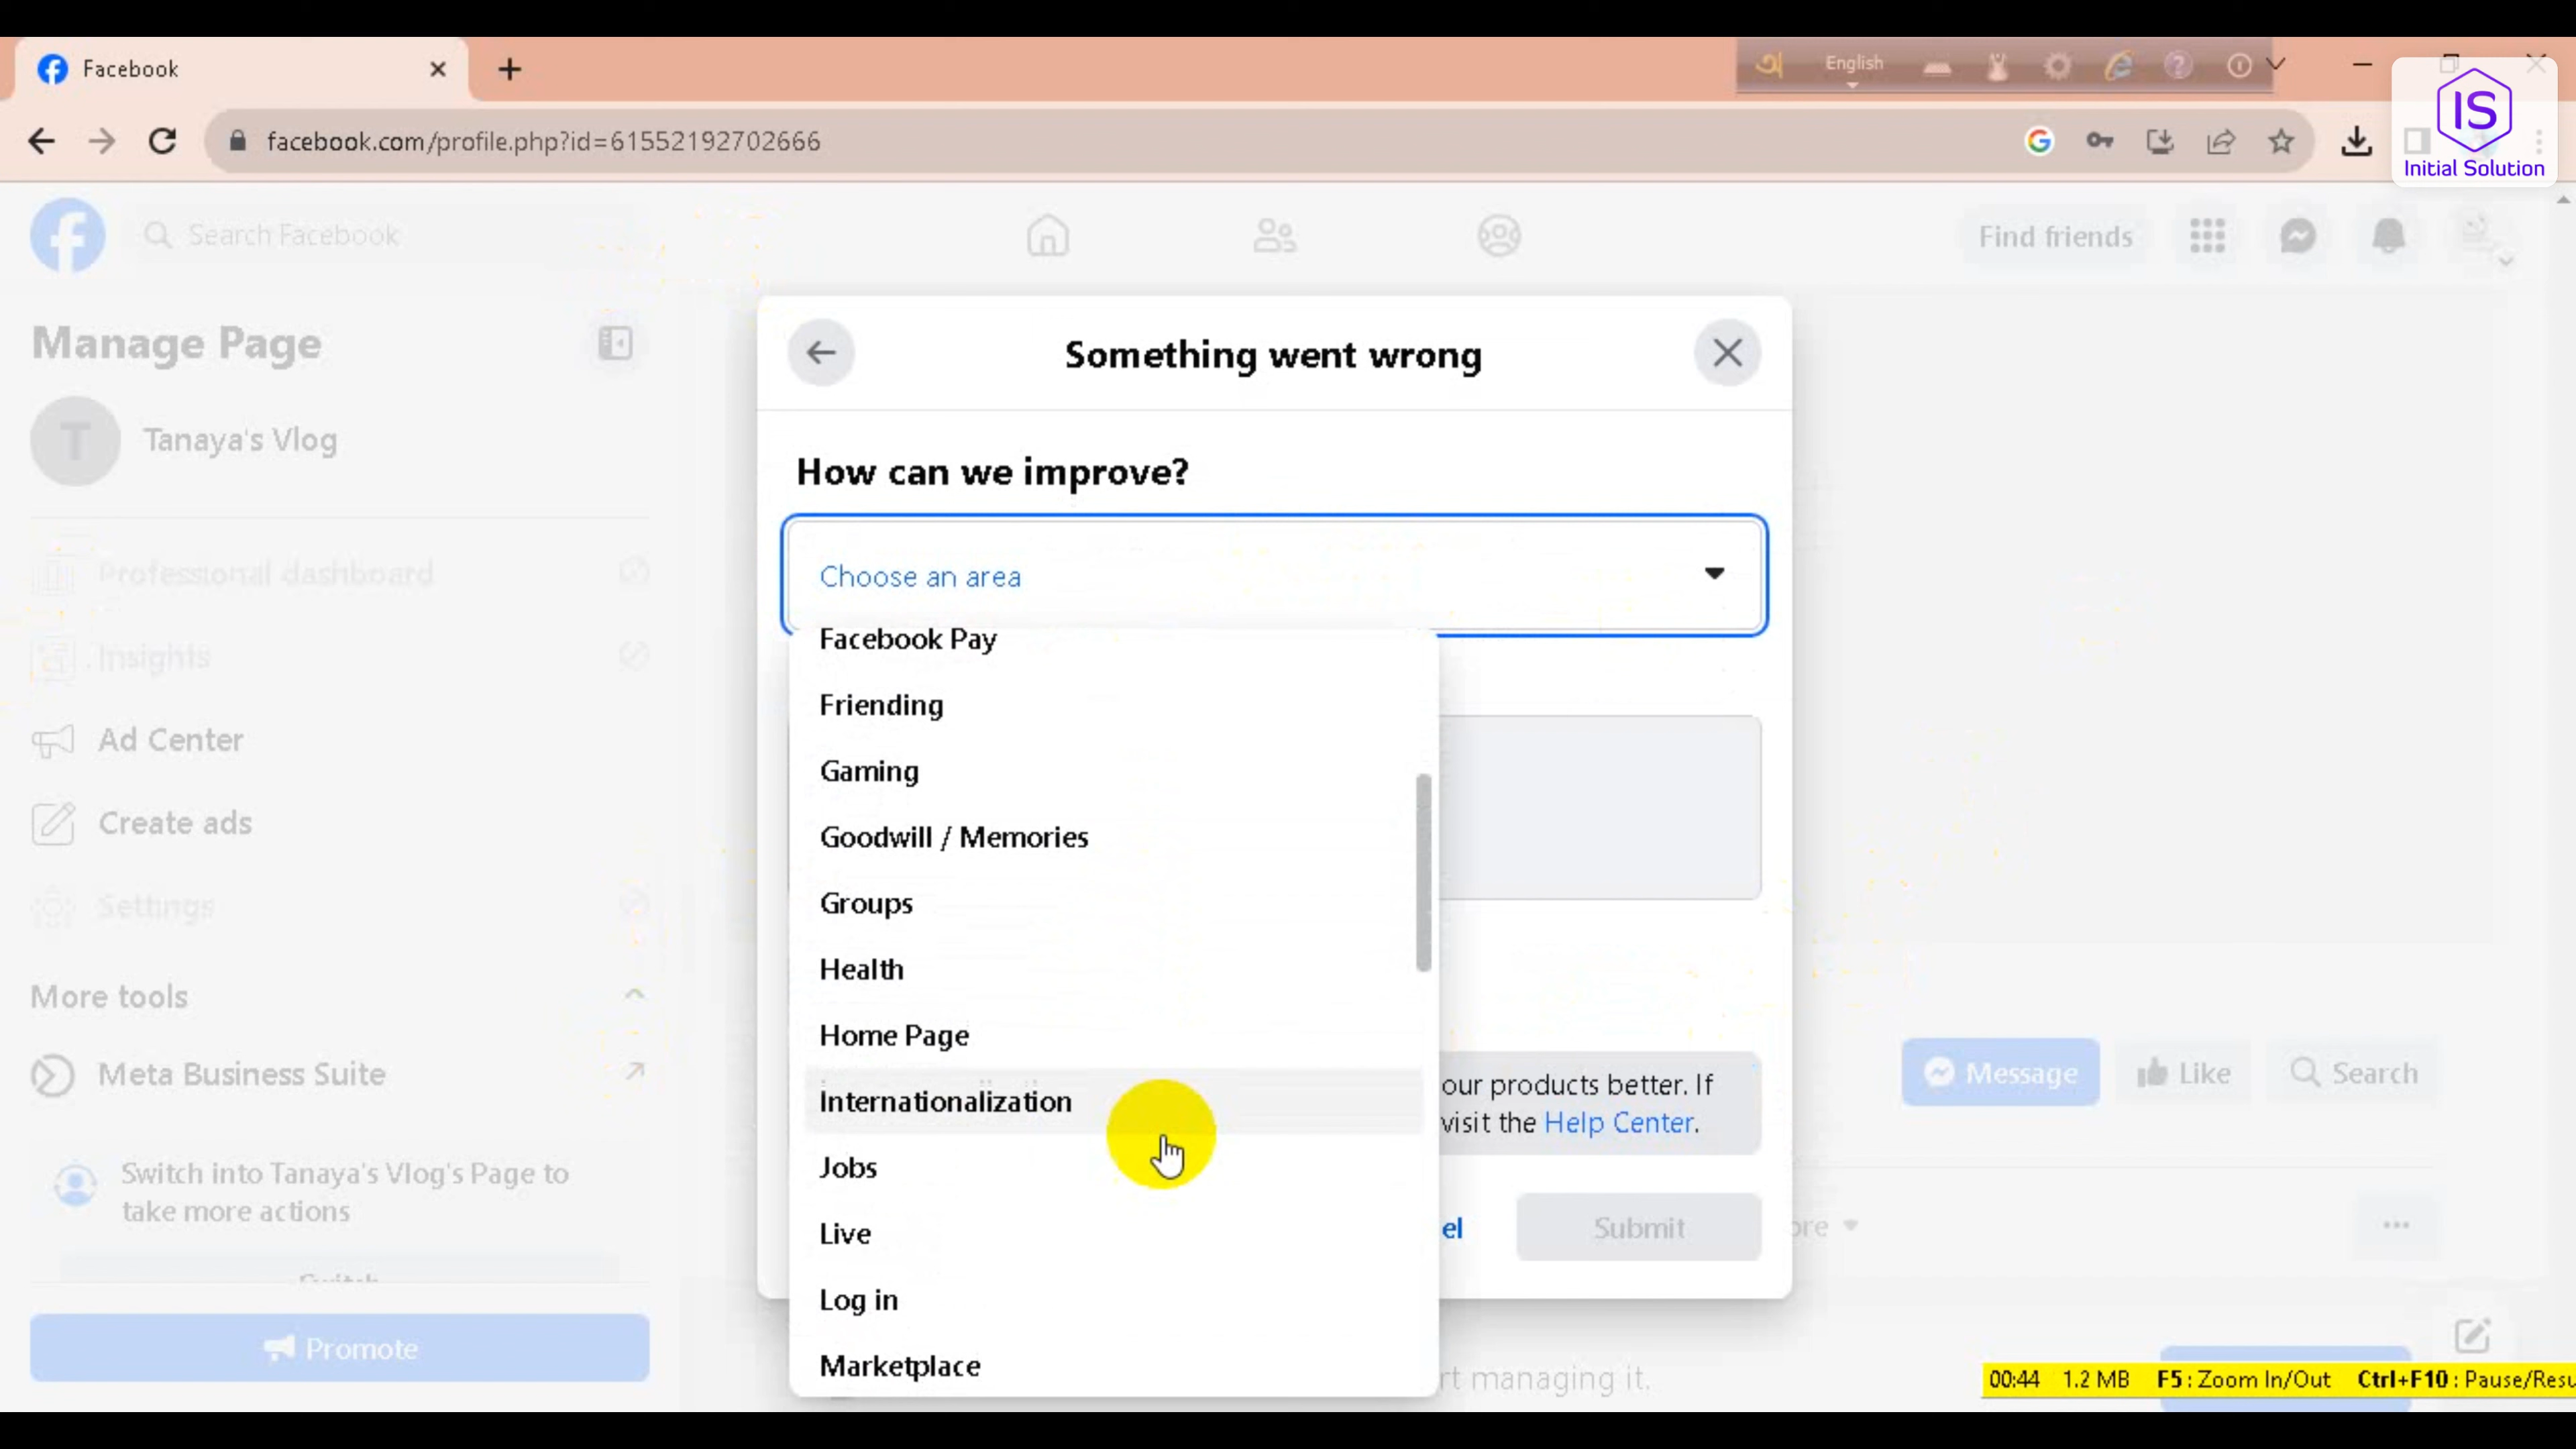 Facebook
English
IS
Initial Solution
facebook.com/profile.php?id=61552192702666
Search Facebook
Find friends
Manage Page
T
Tanaya's Vlog
Professional dashboard
Insights
Ad Center
Create ads
Settings
More tools
Meta Business Suite
Switch into Tanaya's Vlog's Page to
take more actions
Switch
Promote
Something went wrong
How can we improve?
Choose an area
Facebook Pay
Friending
Gaming
Goodwill / Memories
Groups
Health
Home Page
Internationalization
Jobs
Live
Log in
Marketplace
our products better. If
visit the Help Center.
el
Submit
Message
Like
Search
ore
rt managing it.
00:44 1.2 MB F5 : Zoom In/Out Ctrl+F10 : Pause/Resu